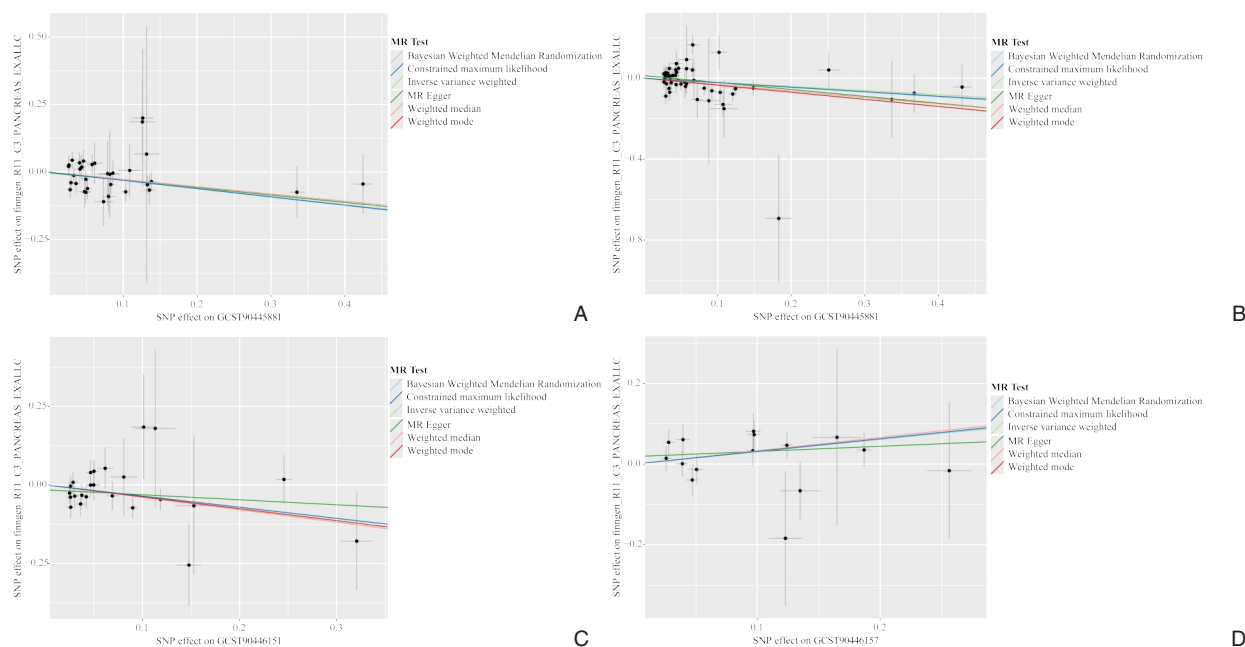 SNP effect on finngen_R11_C3_PANCREAS_EXALLC
0.50
0.25
0.00
−0.25
0.1
0.2
0.3
0.4
SNP effect on GCST90445881
MR Test
Bayesian Weighted Mendelian Randomization
Constrained maximum likelihood
Inverse variance weighted
MR Egger
Weighted median
Weighted mode
A
SNP effect on finngen_R11_C3_PANCREAS_EXALLC
0.0
−0.4
−0.8
0.1
0.2
0.3
0.4
SNP effect on GCST90445881
MR Test
Bayesian Weighted Mendelian Randomization
Constrained maximum likelihood
Inverse variance weighted
MR Egger
Weighted median
Weighted mode
B
SNP effect on finngen_R11_C3_PANCREAS_EXALLC
0.25
0.00
−0.25
0.1
0.2
0.3
SNP effect on GCST90446151
MR Test
Bayesian Weighted Mendelian Randomization
Constrained maximum likelihood
Inverse variance weighted
MR Egger
Weighted median
Weighted mode
C
SNP effect on finngen_R11_C3_PANCREAS_EXALLC
0.2
0.0
−0.2
0.1
0.2
SNP effect on GCST90446157
MR Test
Bayesian Weighted Mendelian Randomization
Constrained maximum likelihood
Inverse variance weighted
MR Egger
Weighted median
Weighted mode
D